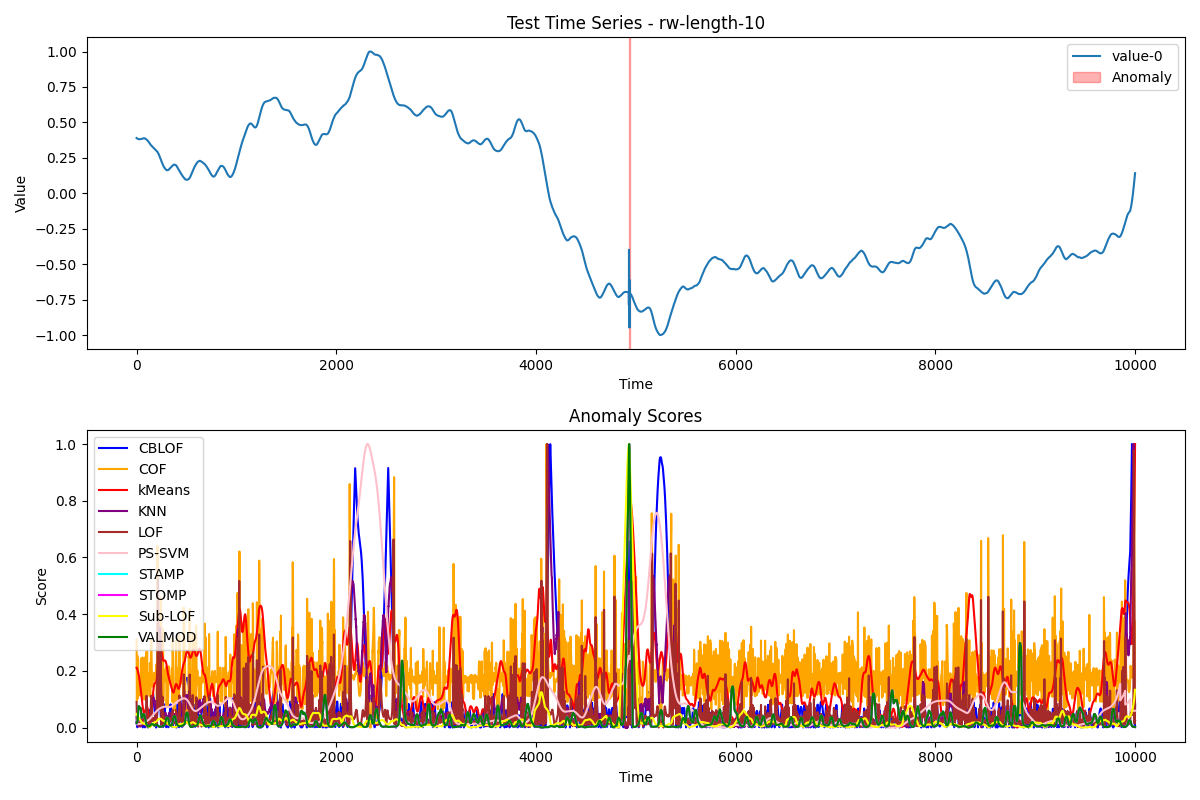 Test Time Series - rw-length-10
1.00
0.75
0.50
0.25
0.00
−0.25
−0.50
−0.75
−1.00
Value
value-0
Anomaly
0 2000 4000 6000 8000 10000
Time
Anomaly Scores
1.0
0.8
0.6
0.4
0.2
0.0
Score
CBLOF
COF
kMeans
KNN
LOF
PS-SVM
STAMP
STOMP
Sub-LOF
VALMOD
0 2000 4000 6000 8000 10000
Time